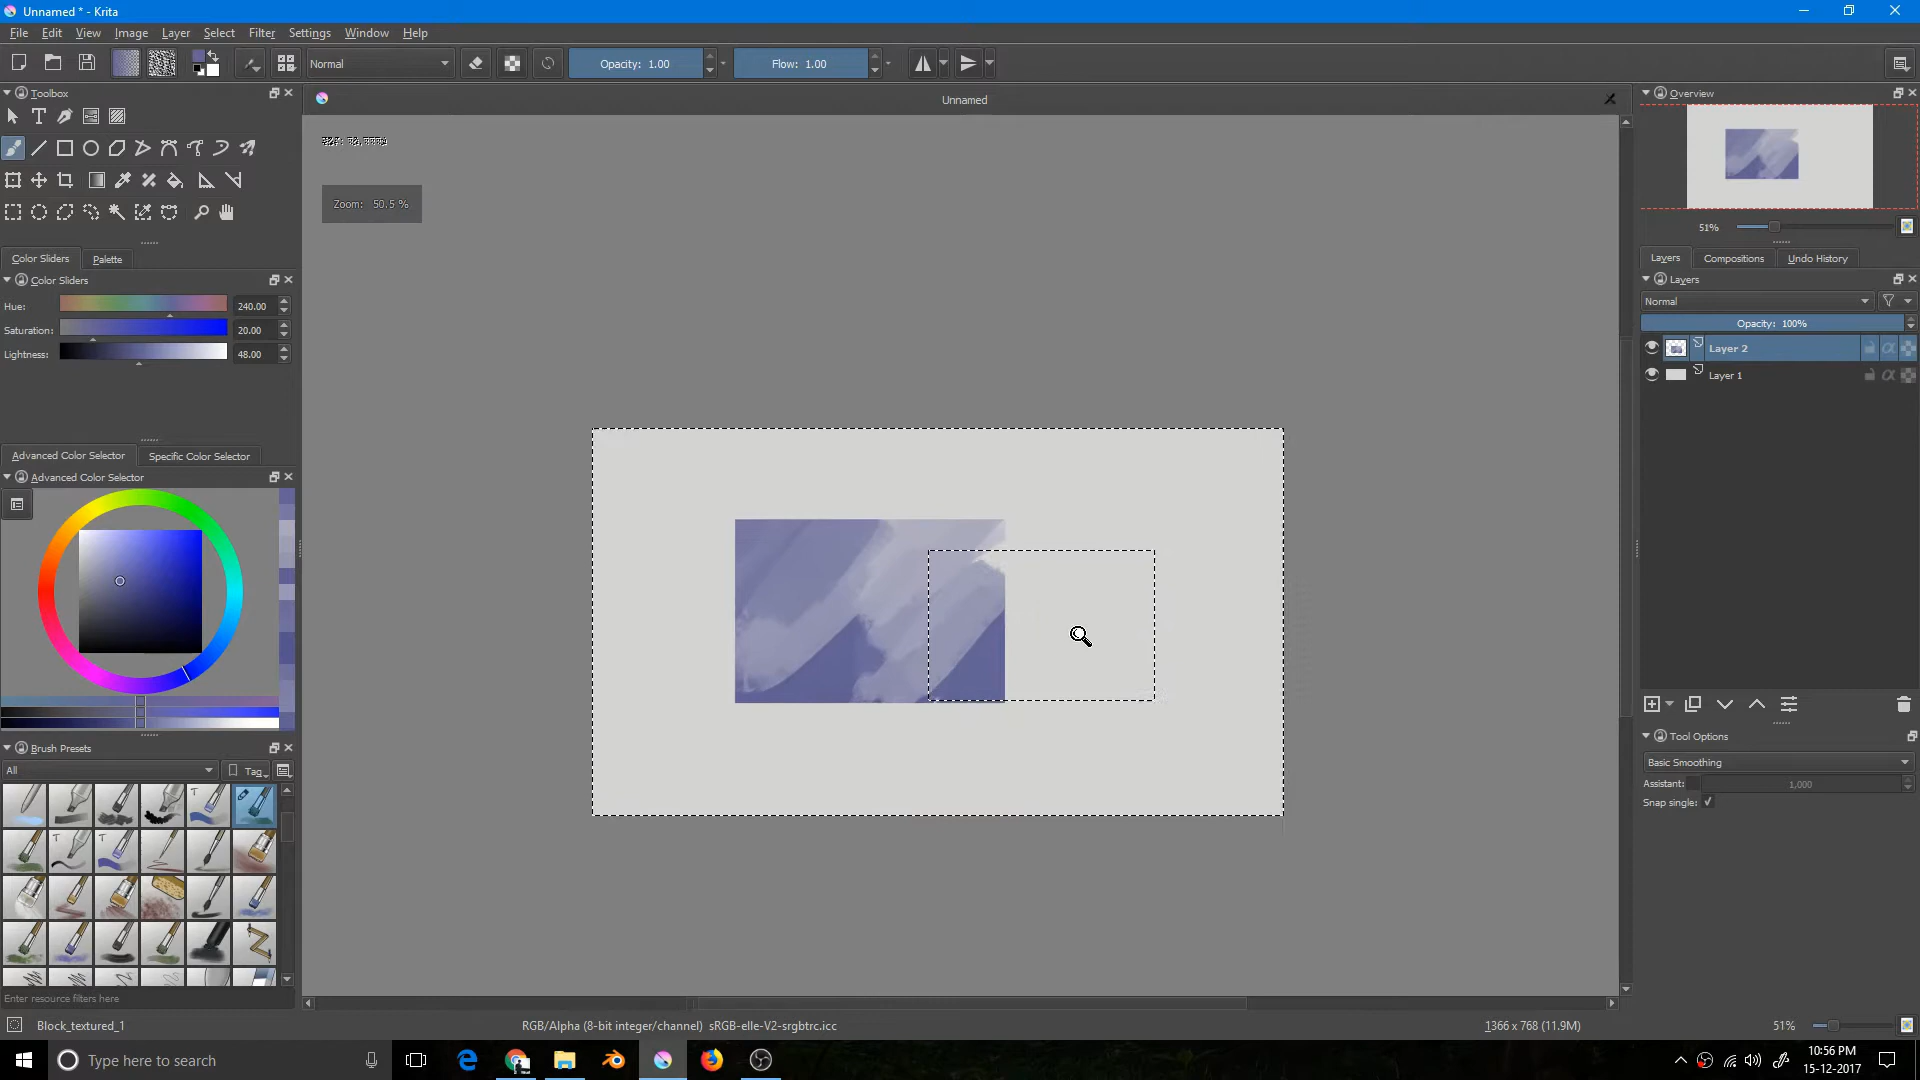 Unnamed * - Krita
File Edit View Image Layer Select Filter Settings Window Help
Normal Opacity: 1.00 Flow: 1.00
Toolbox
Unnamed
Overview
Zoom: 50.5 %
51%
Color Sliders Palette
Layers Compositions Undo History
Color Sliders
Layers
Hue: 240.00
Normal
Saturation: 20.00
Opacity: 100%
Lightness: 48.00
Layer 2
Layer 1
Advanced Color Selector Specific Color Selector
Advanced Color Selector
Tool Options
Brush Presets
Basic Smoothing
All Tag
Assistant: 1,000
Snap single:
Enter resource filters here
Block_textured_1 RGB/Alpha (8-bit integer/channel) sRGB-elle-V2-srgbtrc.icc 1366 x 768 (11.9M) 51%
Type here to search
10:56 PM
15-12-2017